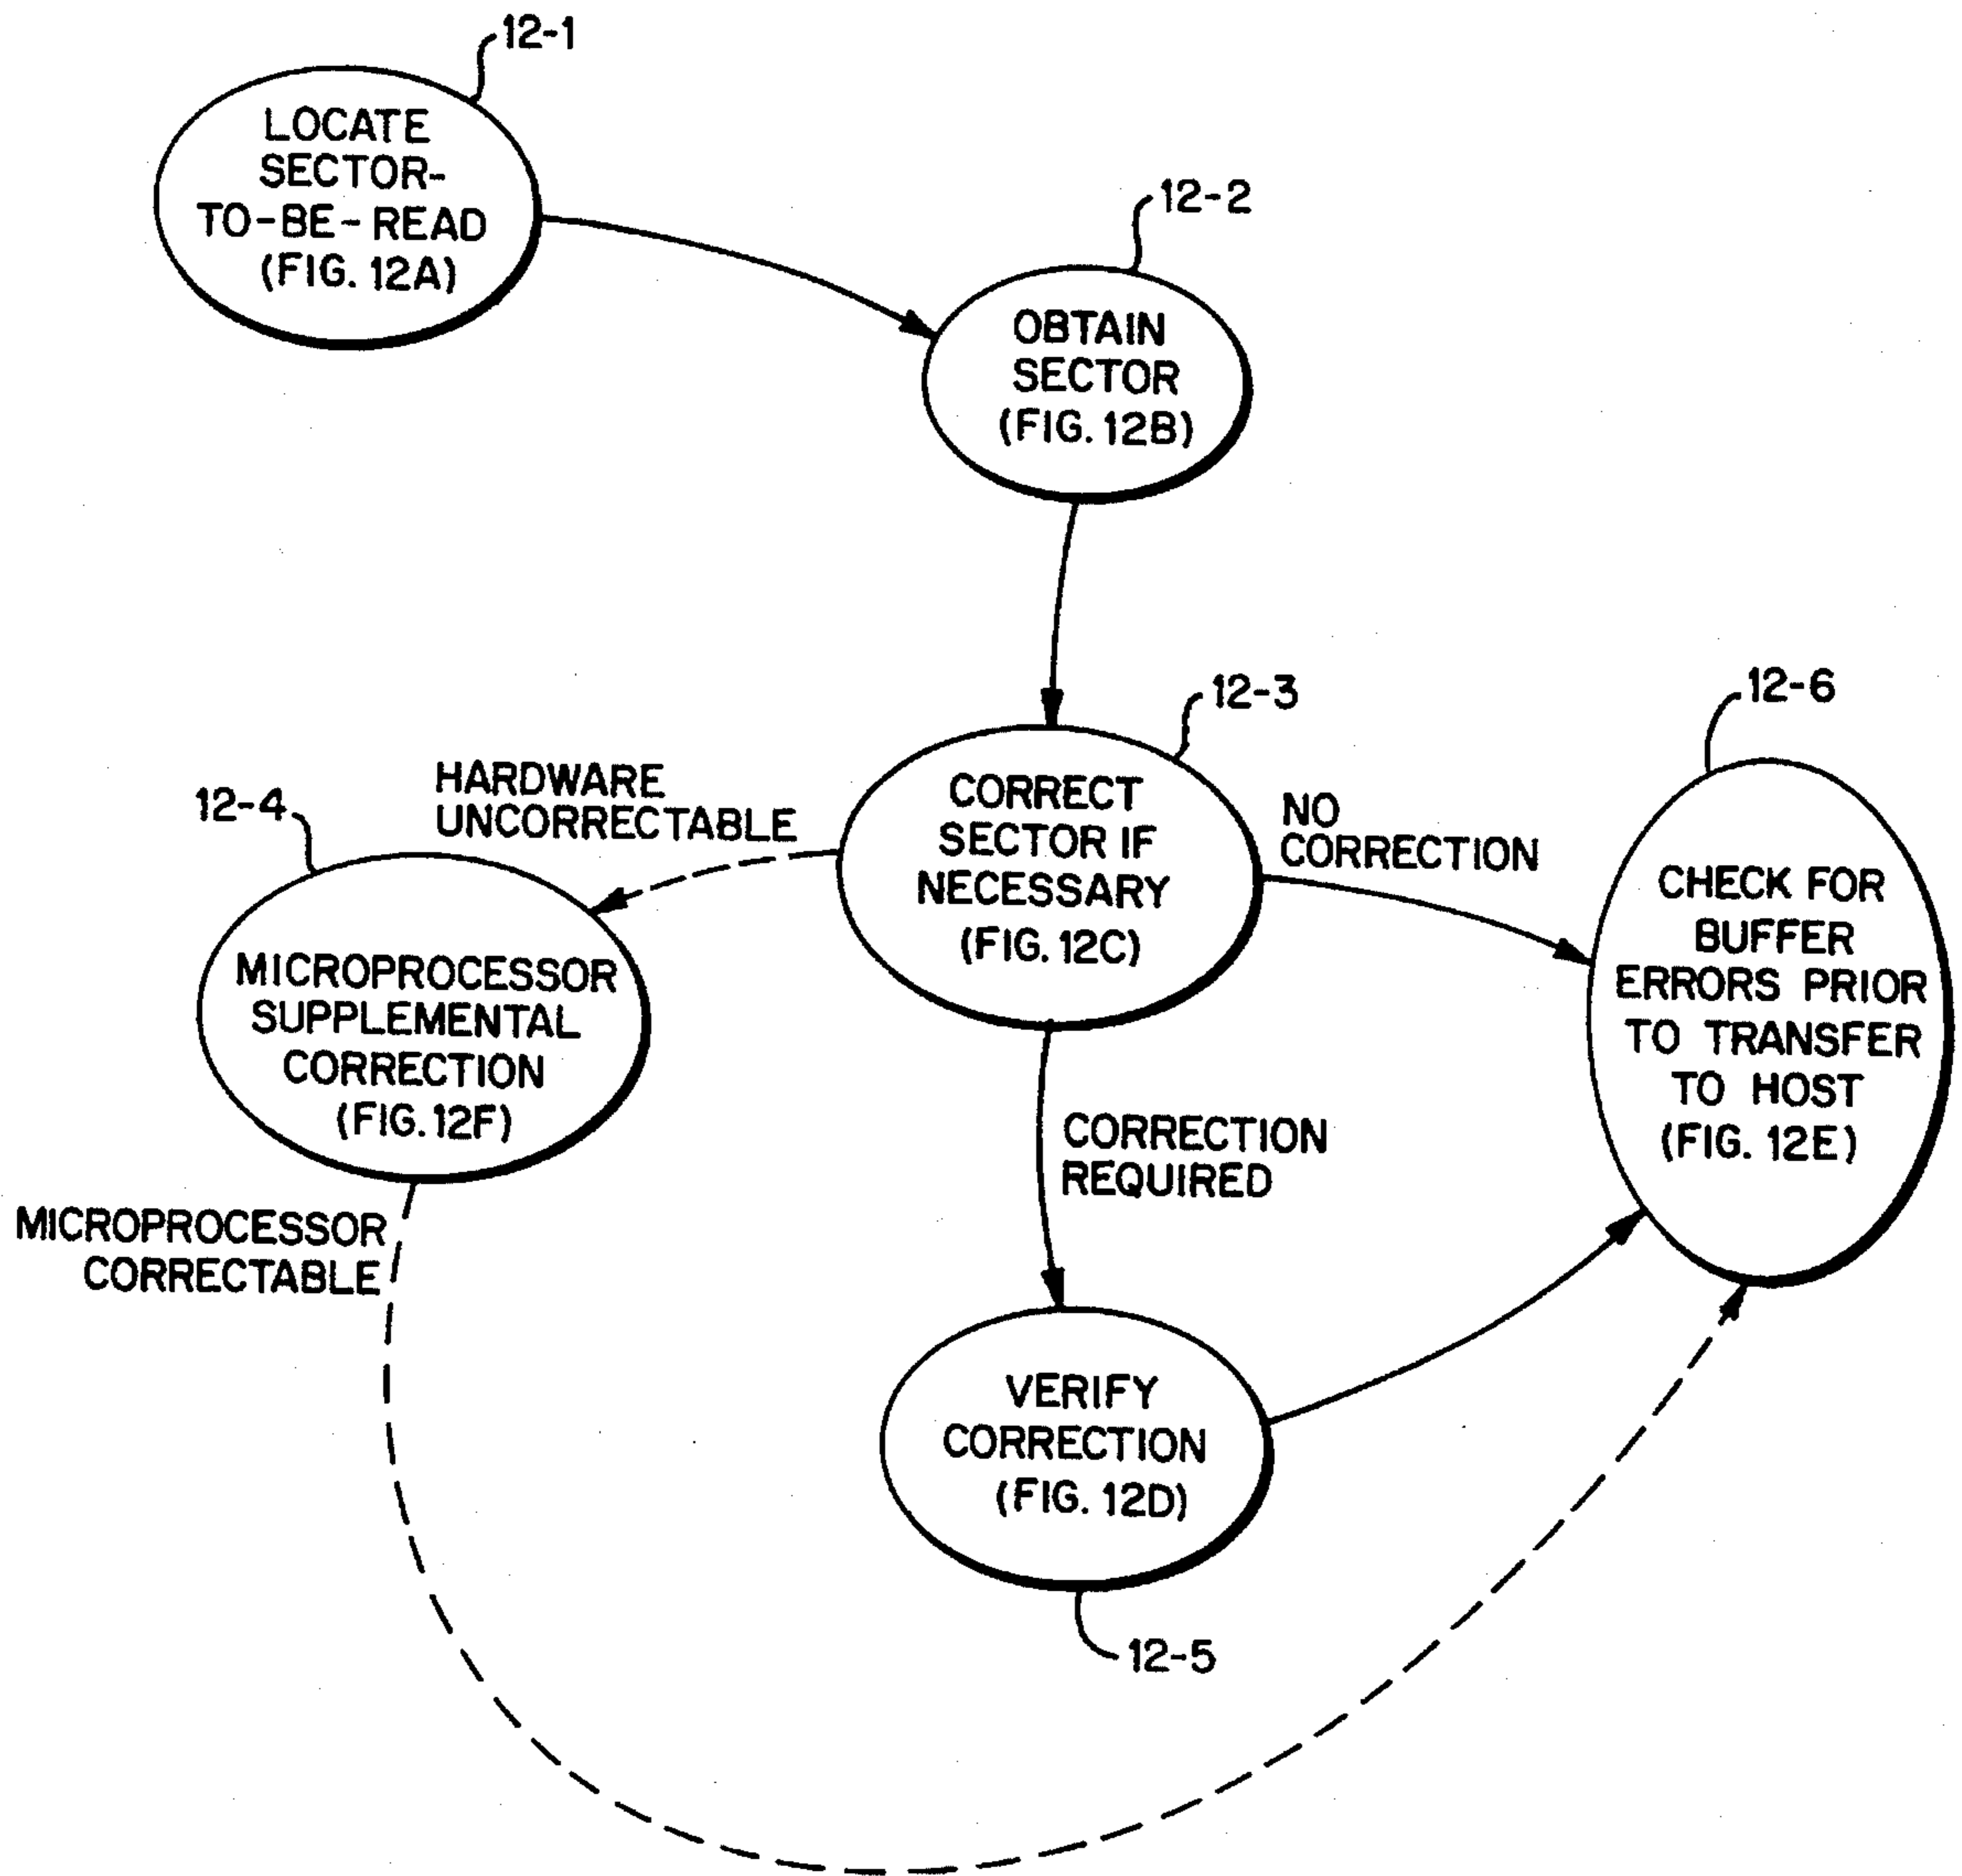 12-1
LOCATE
SECTOR-
TO-BE-READ
(FIG. 12A)
12-2
OBTAIN
SECTOR
(FIG. 12B)
12-3
CORRECT
SECTOR IF
NECESSARY
(FIG. 12C)
HARDWARE
UNCORRECTABLE
12-4
MICROPROCESSOR
SUPPLEMENTAL
CORRECTION
(FIG. 12F)
MICROPROCESSOR
CORRECTABLE
NO
CORRECTION
12-6
CHECK FOR
BUFFER
ERRORS PRIOR
TO TRANSFER
TO HOST
(FIG. 12E)
CORRECTION
REQUIRED
VERIFY
CORRECTION
(FIG. 12D)
12-5